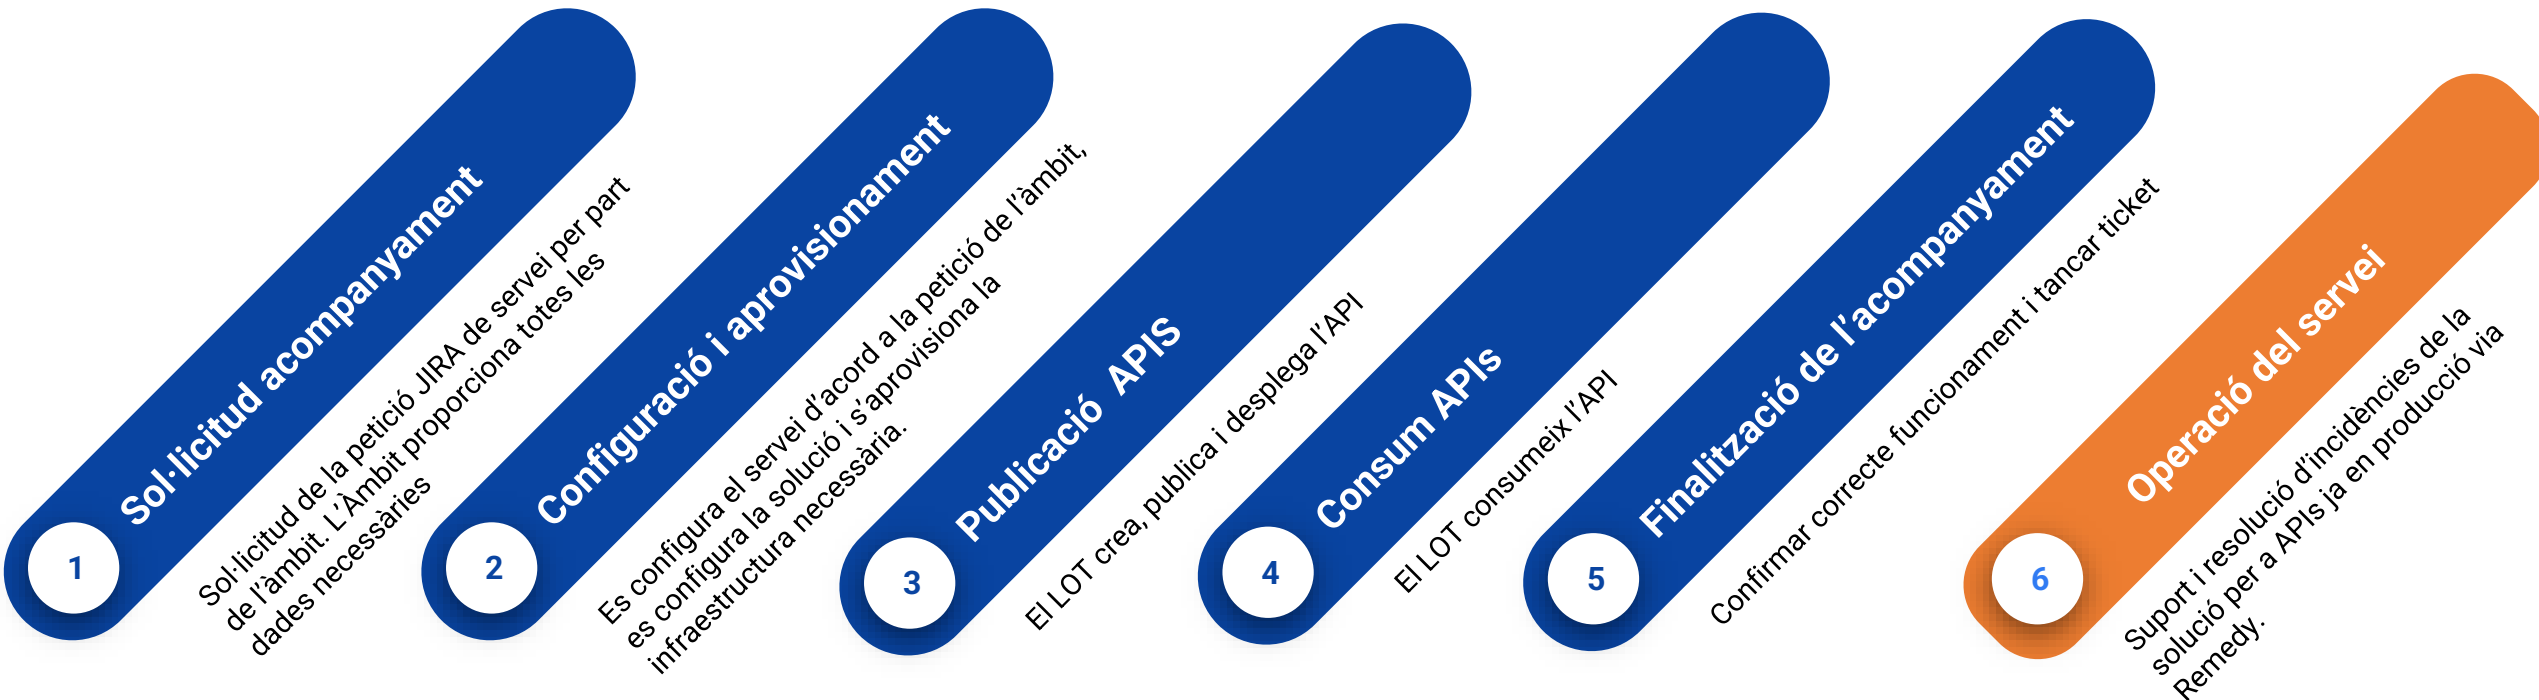 1
Sol·licitud acompanyament
Sol·licitud de la petició JIRA de servei per part
de l'àmbit. L'Àmbit proporciona totes les
dades necessàries
2
Configuració i aprovisionament
Es configura el servei d'acord a la petició de l'àmbit,
es configura la solució i s'aprovisiona la
infraestructura necessària.
3
Publicació APIS
El LOT crea, publica i desplega l'API
4
Consum APIs
El LOT consumeix l'API
5
Finalització de l'acompanyament
Confirmar correcte funcionament i tancar ticket
6
Operació del servei
Suport i resolució d'incidències de la
solució per a APIs ja en producció via
Remedy.